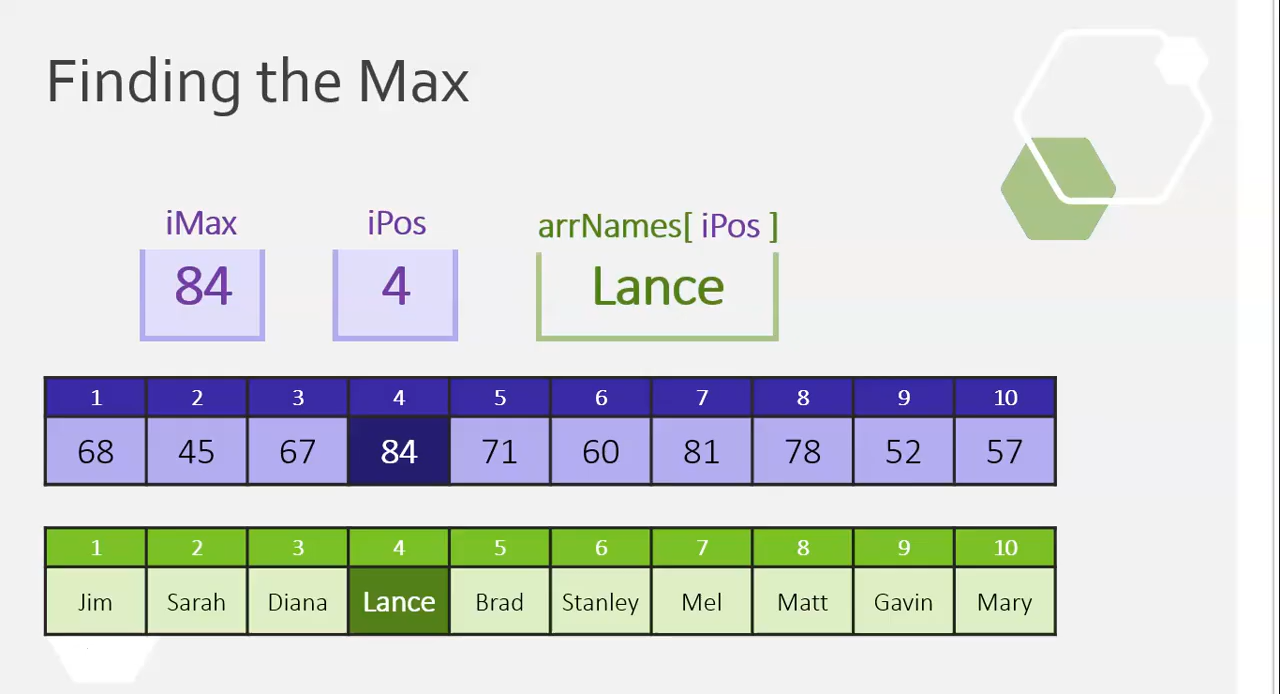 Finding the Max
iMax iPos arrNames[ iPos ]
84 4 Lance
1 2 3 4 5 6 7 8 9 10
68 45 67 84 71 60 81 78 52 57
1 2 3 4 5 6 7 8 9 10
Jim Sarah Diana Lance Brad Stanley Mel Matt Gavin Mary